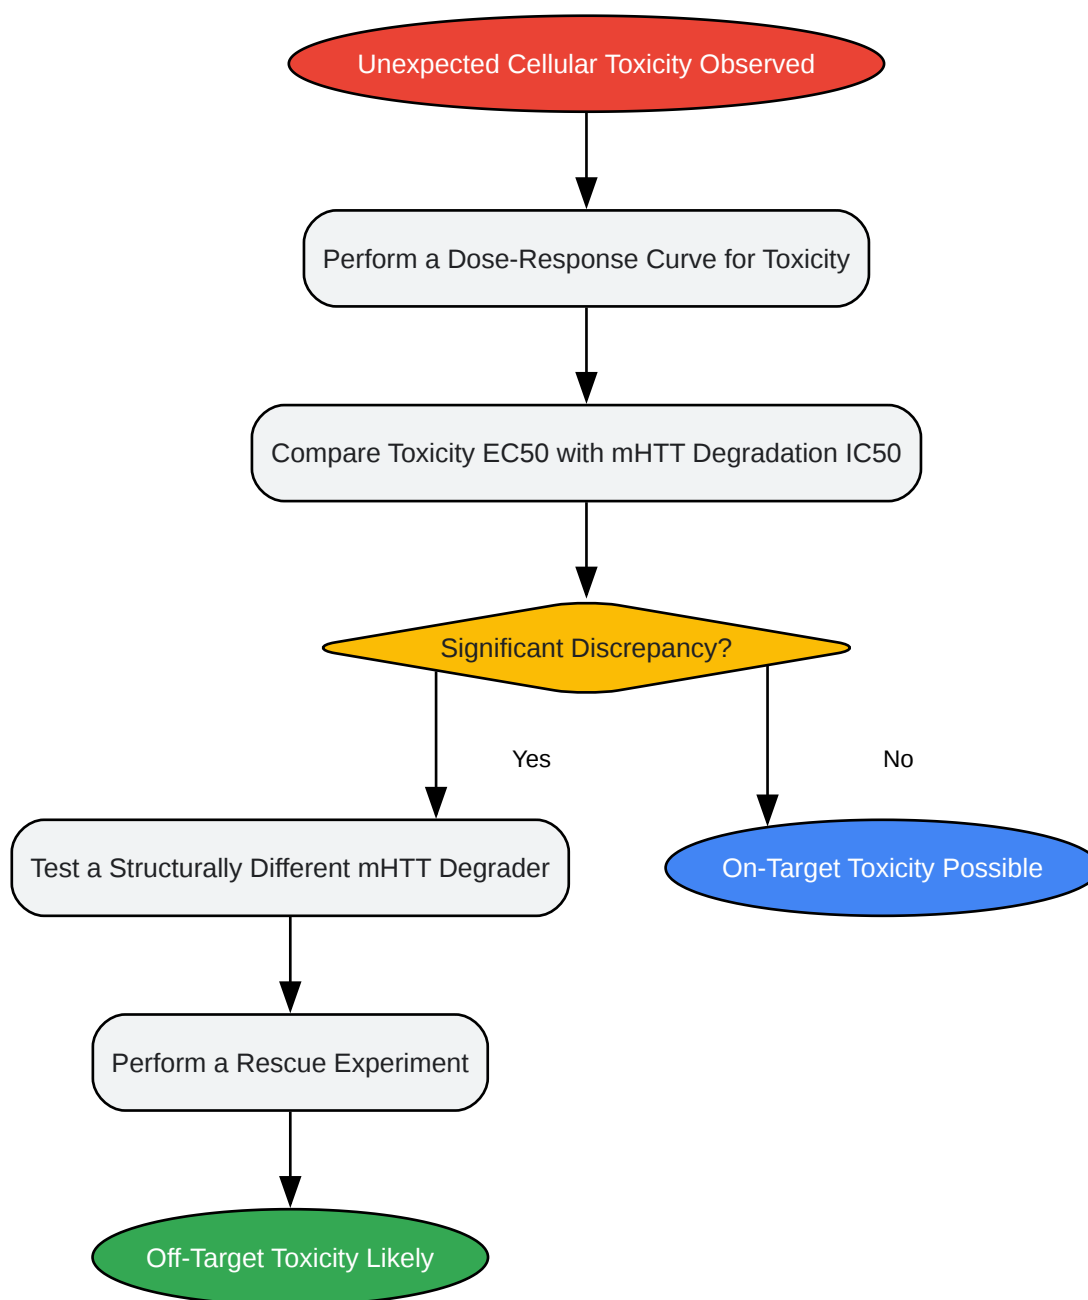 Unexpected Cellular Toxicity Observed
Perform a Dose-Response Curve for Toxicity
Compare Toxicity EC50 with mHTT Degradation IC50
Significant Discrepancy?
Yes
No
Test a Structurally Different mHTT Degrader
On-Target Toxicity Possible
Perform a Rescue Experiment
Off-Target Toxicity Likely